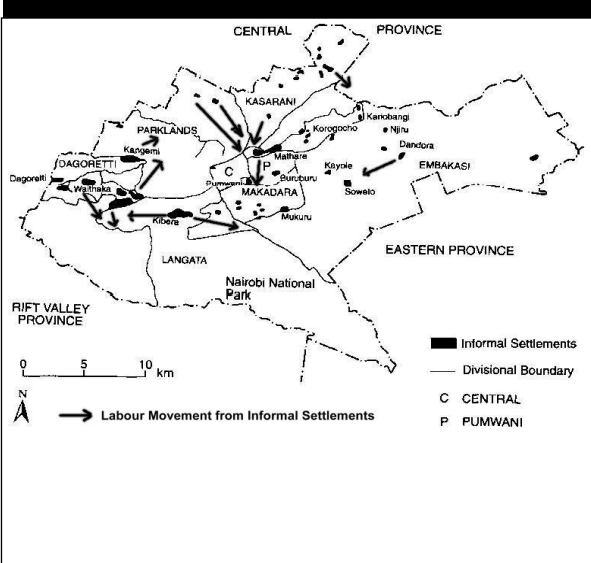 CENTRAL PROVINCE
KASARANI
PARKLANDS
Kariobangi
Korogocho
Njiru
Kangemi
Mathare
Dandora
DAGORETTI
C
P
Kayole
EMBAKASI
Dagoretti
Waithaka
Pumwani
Buruburu
Sowelo
MAKADARA
Kibera
Mukuru
EASTERN PROVINCE
LANGATA
Nairobi National
Park
RIFT VALLEY
PROVINCE
Informal Settlements
0 5 10
km
Divisional Boundary
N
C CENTRAL
Labour Movement from Informal Settlements
P PUMWANI